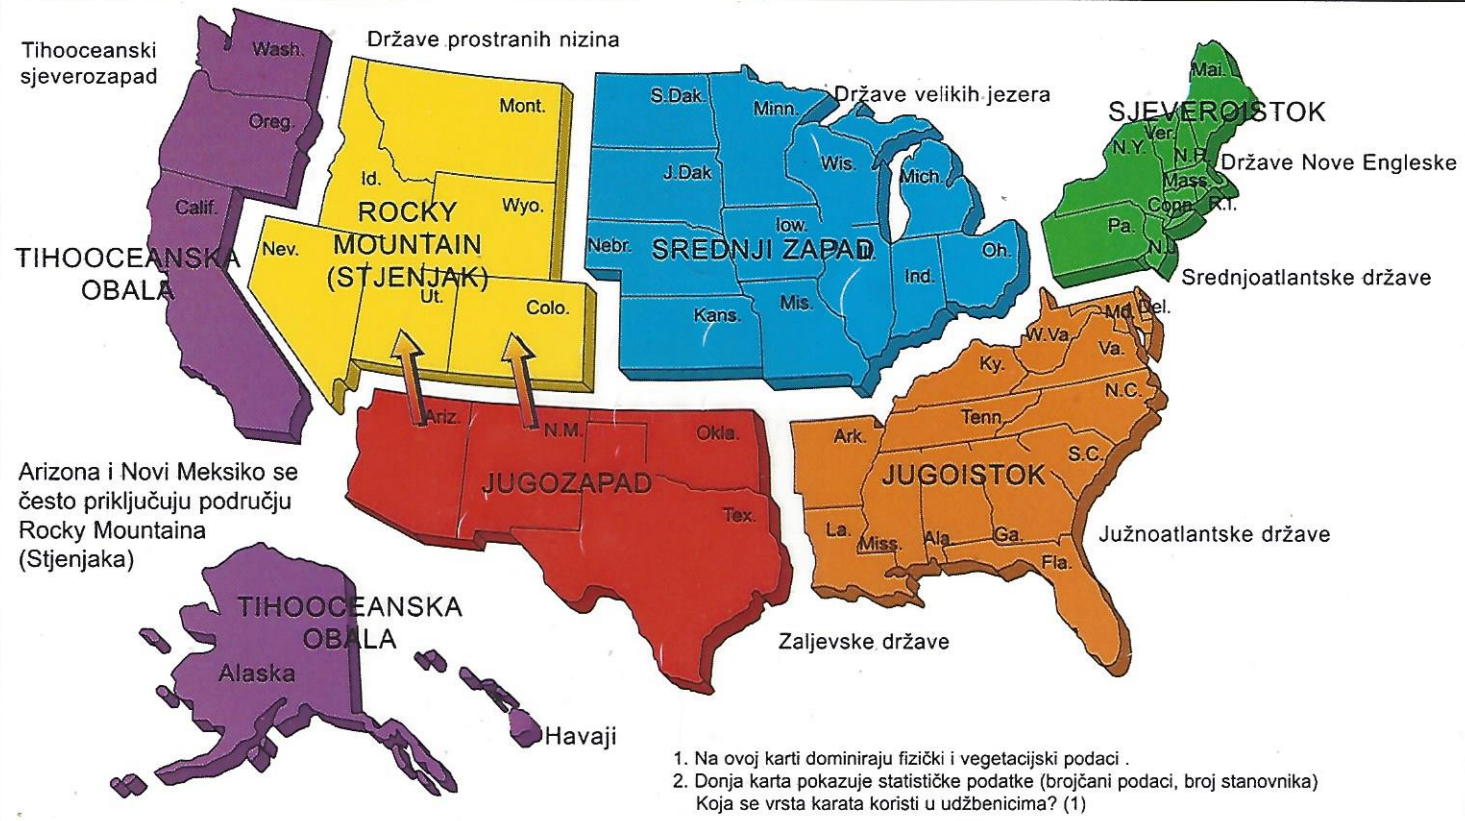 Tihooceanski
sjeverozapad
Države prostranih nizina
Države velikih jezera
SJEVEROISTOK
Države Nove Engleske
Srednjoatlantske države
Wash.
Oreg.
Calif.
TIHOOCEANSKA
OBALA
Mont.
Id.
Wyo.
ROCKY
MOUNTAIN
(STJENJAK)
Nev.
Ut.
Colo.
S.Dak.
J.Dak
Nebr.
Kans.
Minn.
Wis.
Mich.
Iow.
SREDNJI ZAPAD
Ind.
Oh.
Mis.
Mai.
Ver.
N.Y.
N.H.
Mass.
Conn.
R.I.
Pa.
N.J.
Md.
Del.
W.Va.
Va.
Ky.
N.C.
Tenn.
S.C.
Ark.
JUGOISTOK
La.
Miss.
Ala.
Ga.
Fla.
Južnoatlantske države
Ariz.
N.M.
Okla.
JUGOZAPAD
Tex.
Zaljevske države
Arizona i Novi Meksiko se
često priključuju području
Rocky Mountaina
(Stjenjaka)
TIHOOCEANSKA
OBALA
Alaska
Havaji
1. Na ovoj karti dominiraju fizički i vegetacijski podaci .
2. Donja karta pokazuje statističke podatke (brojčani podaci, broj stanovnika)
Koja se vrsta karata koristi u udžbenicima? (1)